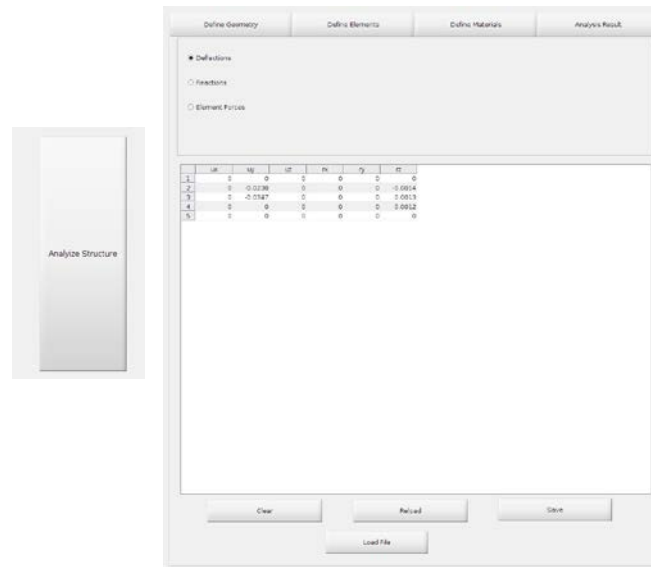 Define Geometry Define Elements Define Materials Analysis Result
Deflections
Reactions
Element Forces
ux uy uz rx ry rz
1 0 0 0 0 0 0
2 0 -0.0238 0 0 0 -0.0014
3 0 -0.0347 0 0 0 0.0013
4 0 0 0 0 0 0.0012
5 0 0 0 0 0 0
Analyize Structure
Clear Reload Save
Load File